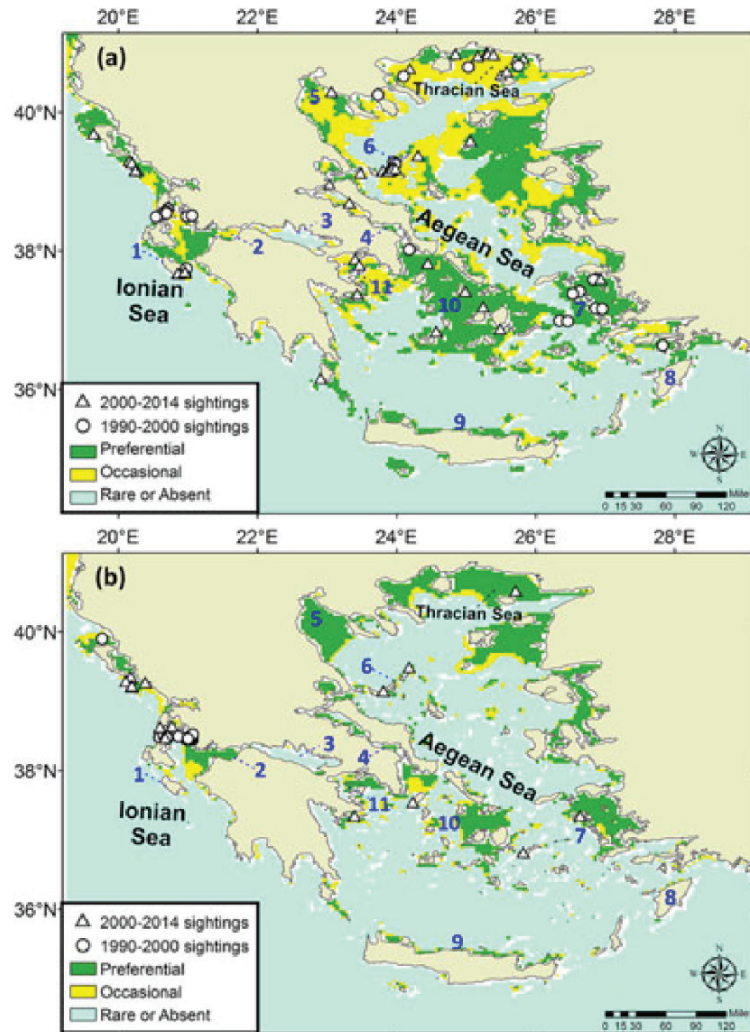 20°E 22°E 24°E 26°E 28°E
(a)
40°N
5
Thracian Sea
6
38°N
1
2
3
4
Aegean Sea
Ionian
Sea
11
10
7
36°N
8
9
△ 2000-2014 sightings
○ 1990-2000 sightings
Preferential
Occasional
Rare or Absent
N
W E
S
Mile
0 15 30 60 90 120
20°E 22°E 24°E 26°E 28°E
(b)
40°N
5
Thracian Sea
6
38°N
1
2
3
4
Aegean Sea
Ionian
Sea
11
10
7
36°N
8
9
△ 2000-2014 sightings
○ 1990-2000 sightings
Preferential
Occasional
Rare or Absent
N
W E
S
Mile
0 15 30 60 90 120